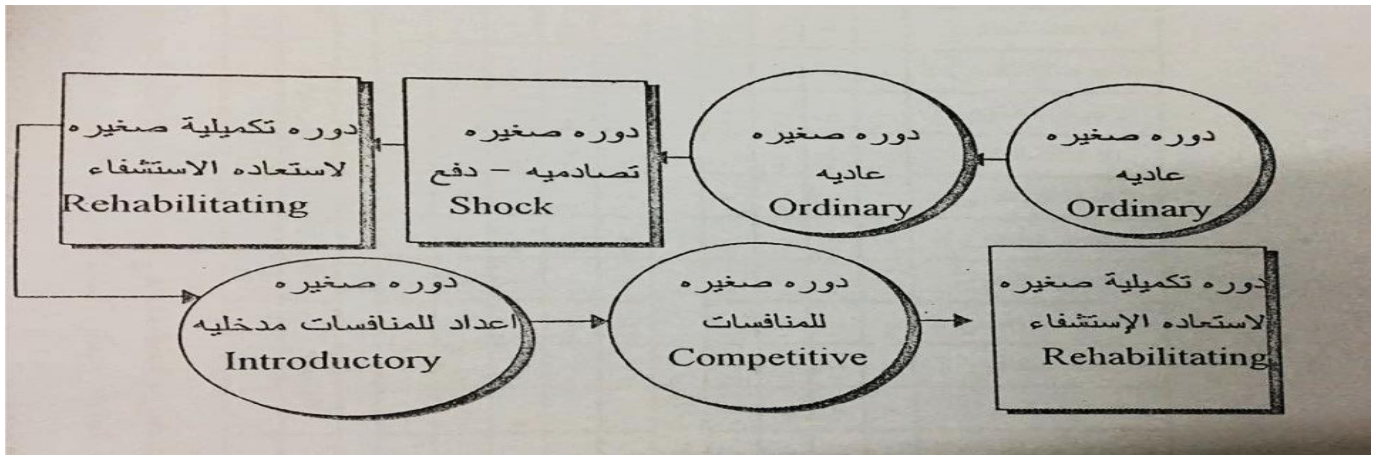 دوره صغيره
عاديه
Ordinary
دوره صغيره
عاديه
Ordinary
دوره صغيره
تصادميه – دفع
Shock
دوره تكميلية صغيره
لاستعاده الاستشفاء
Rehabilitating
دوره صغيره
اعداد للمنافسات مدخليه
Introductory
دوره صغيره
للمنافسات
Competitive
دوره تكميلية صغيره
لاستعاده الإستشفاء
Rehabilitating